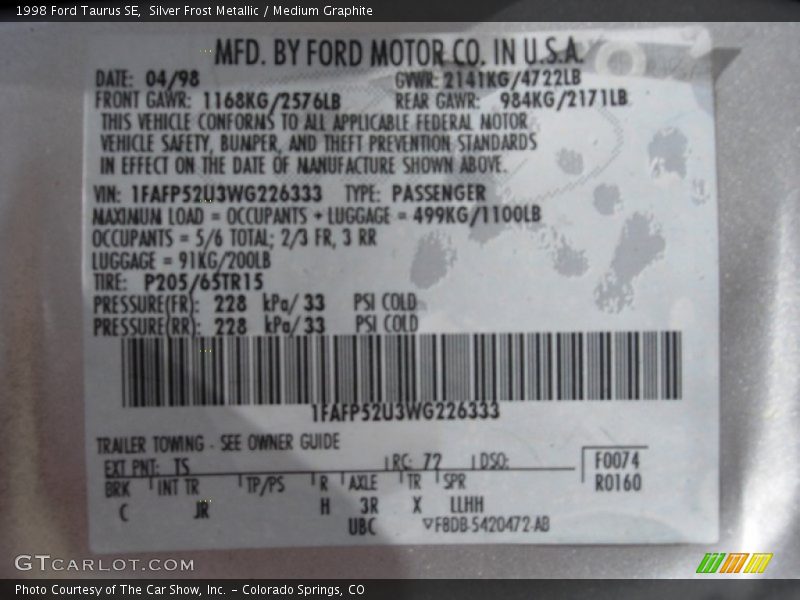 1998 Ford Taurus SE, Silver Frost Metallic / Medium Graphite
MFD. BY FORD MOTOR CO. IN U.S.A.
DATE: 04/98 GVWR: 2141KG/4722LB
FRONT GAWR: 1168KG/2576LB REAR GAWR: 984KG/2171LB
THIS VEHICLE CONFORMS TO ALL APPLICABLE FEDERAL MOTOR
VEHICLE SAFETY, BUMPER, AND THEFT PREVENTION STANDARDS
IN EFFECT ON THE DATE OF MANUFACTURE SHOWN ABOVE.
VIN: 1FAFP52U3WG226333 TYPE: PASSENGER
MAXIMUM LOAD = OCCUPANTS + LUGGAGE = 499KG/1100LB
OCCUPANTS = 5/6 TOTAL; 2/3 FR, 3 RR
LUGGAGE = 91KG/200LB
TIRE: P205/65TR15
PRESSURE(FR): 228 kPa/ 33 PSI COLD
PRESSURE(RR): 228 kPa/ 33 PSI COLD
1FAFP52U3WG226333
TRAILER TOWING - SEE OWNER GUIDE
EXT PNT: TS RC: 72 DSO: F0074
BRK INT TR TP/PS R AXLE TR SPR R0160
C JR H 3R X LLHH
UBC F8DB-5420472-AB
GTCARLOT.COM
Photo Courtesy of The Car Show, Inc. - Colorado Springs, CO